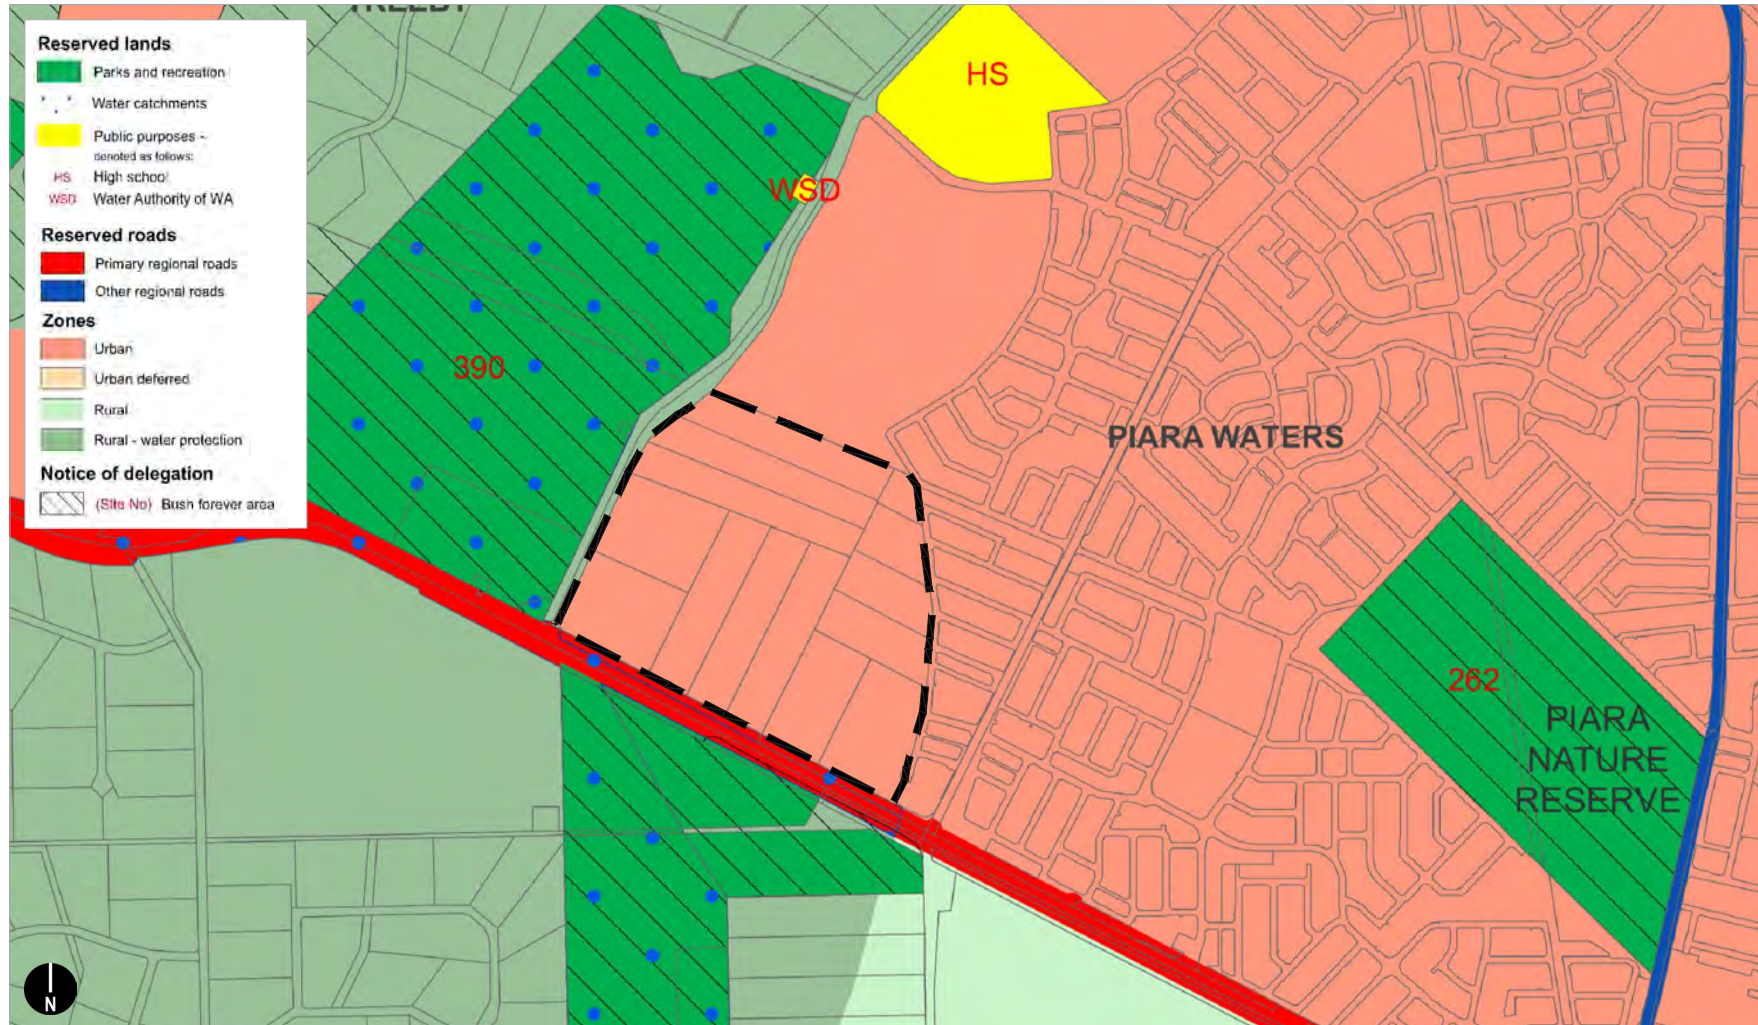 TREEBY
Reserved lands
Parks and recreation
Water catchments
Public purposes -
denoted as follows:
HS High school
WSD Water Authority of WA
Reserved roads
Primary regional roads
Other regional roads
Zones
Urban
Urban deferred
Rural
Rural - water protection
Notice of delegation
(Site No) Bush forever area
HS
WSD
390
PIARA WATERS
262
PIARA
NATURE
RESERVE
N